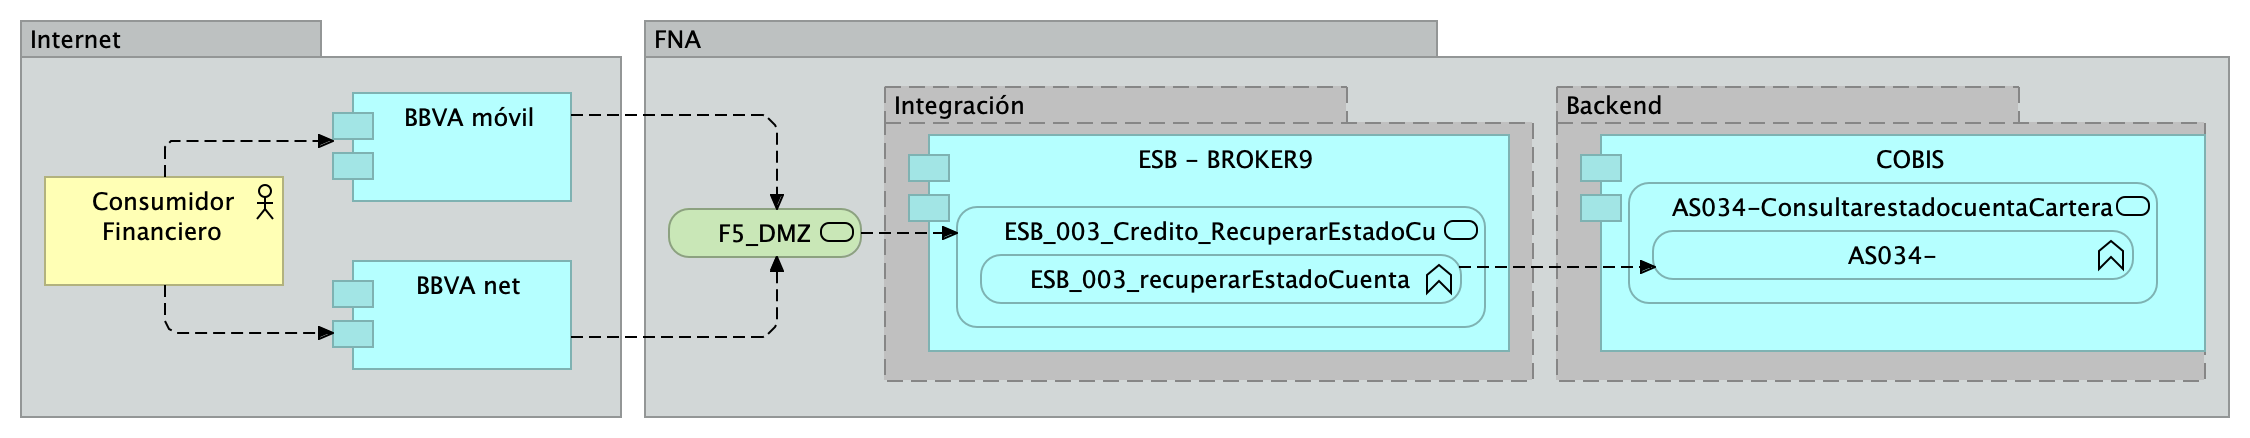 Internet
BBVA móvil
Consumidor
Financiero
BBVA net
FNA
F5_DMZ
Integración
ESB - BROKER9
ESB_003_Credito_RecuperarEstadoCu
ESB_003_recuperarEstadoCuenta
Backend
COBIS
AS034-ConsultarestadocuentaCartera
AS034-